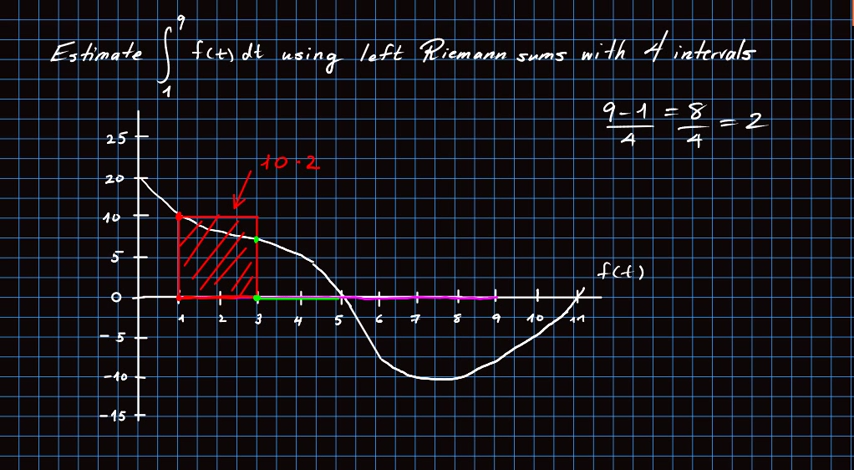 Estimate ∫₁⁹ f(t) dt using left Riemann sums with 4 intervals
9-1/4 = 8/4 = 2
25
10·2
20
10
5
f(t)
0
1 2 3 4 5 6 7 8 9 10 11
-5
-10
-15